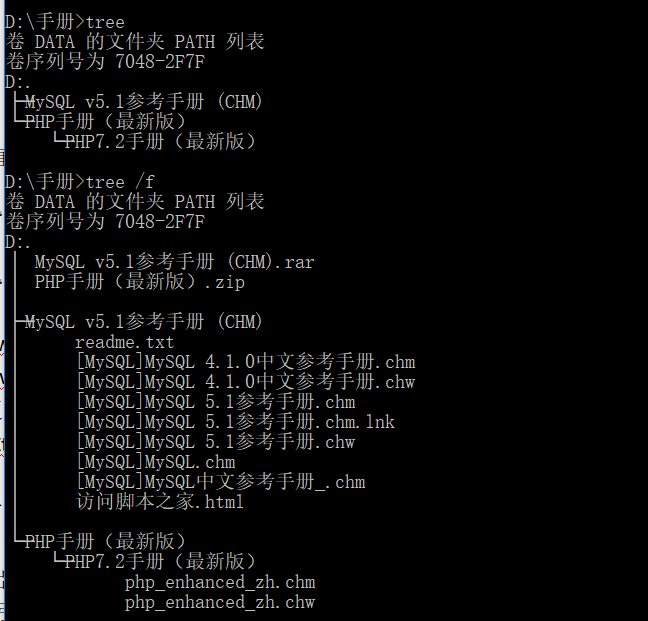 D:\手册>tree
卷 DATA 的文件夹 PATH 列表
卷序列号为 7048-2F7F
D:.
├─MySQL v5.1参考手册 (CHM)
└─PHP手册（最新版）
    └─PHP7.2手册（最新版）
D:\手册>tree /f
卷 DATA 的文件夹 PATH 列表
卷序列号为 7048-2F7F
D:.
│  MySQL v5.1参考手册 (CHM).rar
│  PHP手册（最新版）.zip
│
├─MySQL v5.1参考手册 (CHM)
│      readme.txt
│      [MySQL]MySQL 4.1.0中文参考手册.chm
│      [MySQL]MySQL 4.1.0中文参考手册.chw
│      [MySQL]MySQL 5.1参考手册.chm
│      [MySQL]MySQL 5.1参考手册.chm.lnk
│      [MySQL]MySQL 5.1参考手册.chw
│      [MySQL]MySQL.chm
│      [MySQL]MySQL中文参考手册_.chm
│      访问脚本之家.html
│
└─PHP手册（最新版）
    └─PHP7.2手册（最新版）
            php_enhanced_zh.chm
            php_enhanced_zh.chw